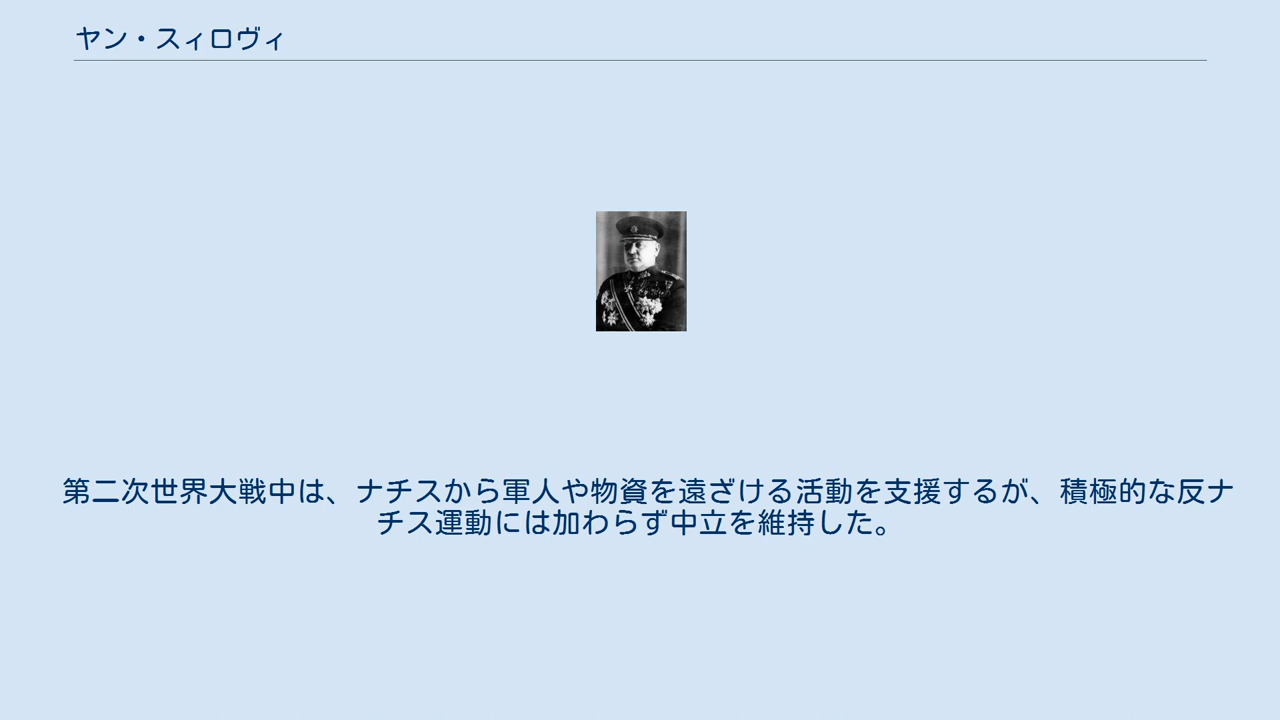 ヤン・スィロヴィ
第二次世界大戦中は、ナチスから軍人や物資を遠ざける活動を支援するが、積極的な反ナ
チス運動には加わらず中立を維持した。